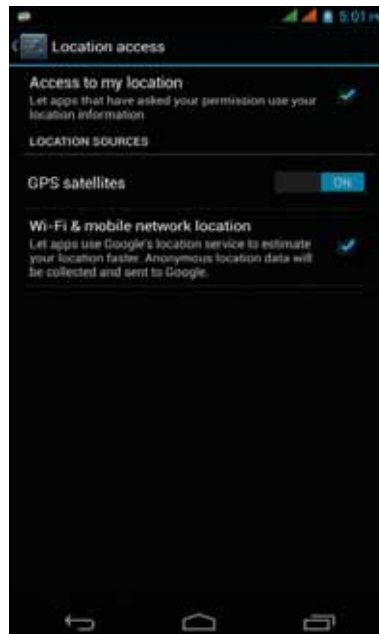 5:01
Location access
Access to my location
Let apps that have asked your permission use your
location information
LOCATION SOURCES
GPS satellites
ON
Wi-Fi & mobile network location
Let apps use Google's location service to estimate
your location faster. Anonymous location data will
be collected and sent to Google.